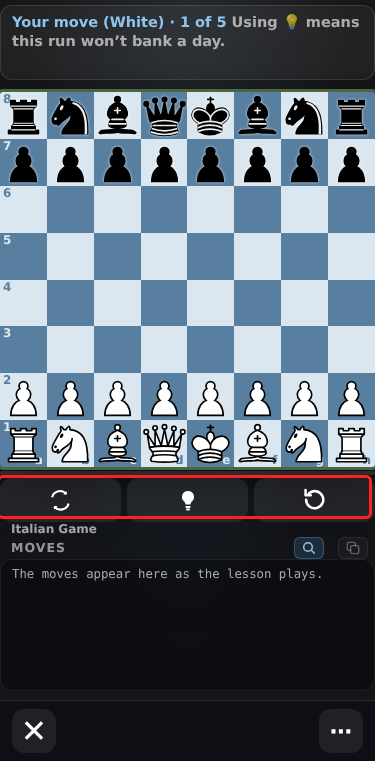 Your move (White) · 1 of 5 Using 💡 means
this run won’t bank a day.
8
7
6
5
4
3
2
1
d
e
f
g
Italian Game
MOVES
The moves appear here as the lesson plays.